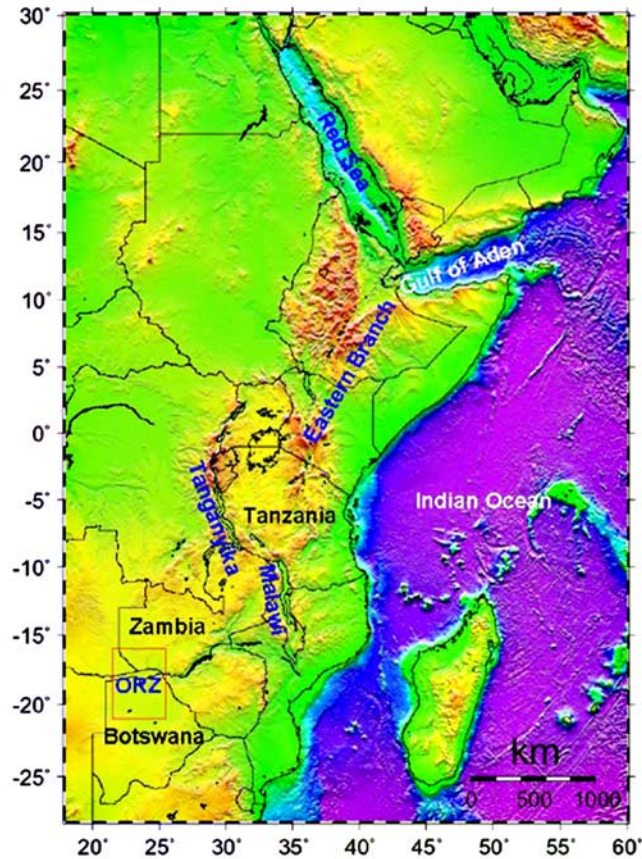 30°
25°
20°
15°
10°
5°
0°
-5°
-10°
-15°
-20°
-25°
Red Sea
Gulf of Aden
Eastern Branch
Indian Ocean
Tanganyika
Tanzania
Malawi
Zambia
ORZ
Botswana
km
0 500 1000
20° 25° 30° 35° 40° 45° 50° 55° 60°